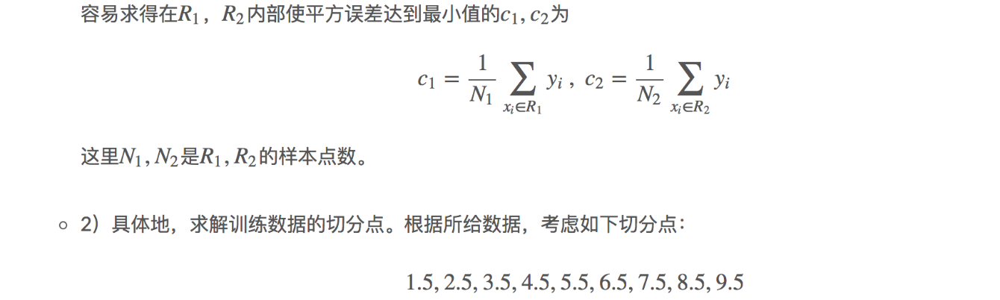 容易求得在$R_1$，$R_2$内部使平方误差达到最小值的$c_1, c_2$为
$$c_1 = \frac{1}{N_1} \sum_{x_i \in R_1} y_i , \; c_2 = \frac{1}{N_2} \sum_{x_i \in R_2} y_i$$
这里$N_1, N_2$是$R_1, R_2$的样本点数。
◦ 2）具体地，求解训练数据的切分点。根据所给数据，考虑如下切分点：
1.5, 2.5, 3.5, 4.5, 5.5, 6.5, 7.5, 8.5, 9.5